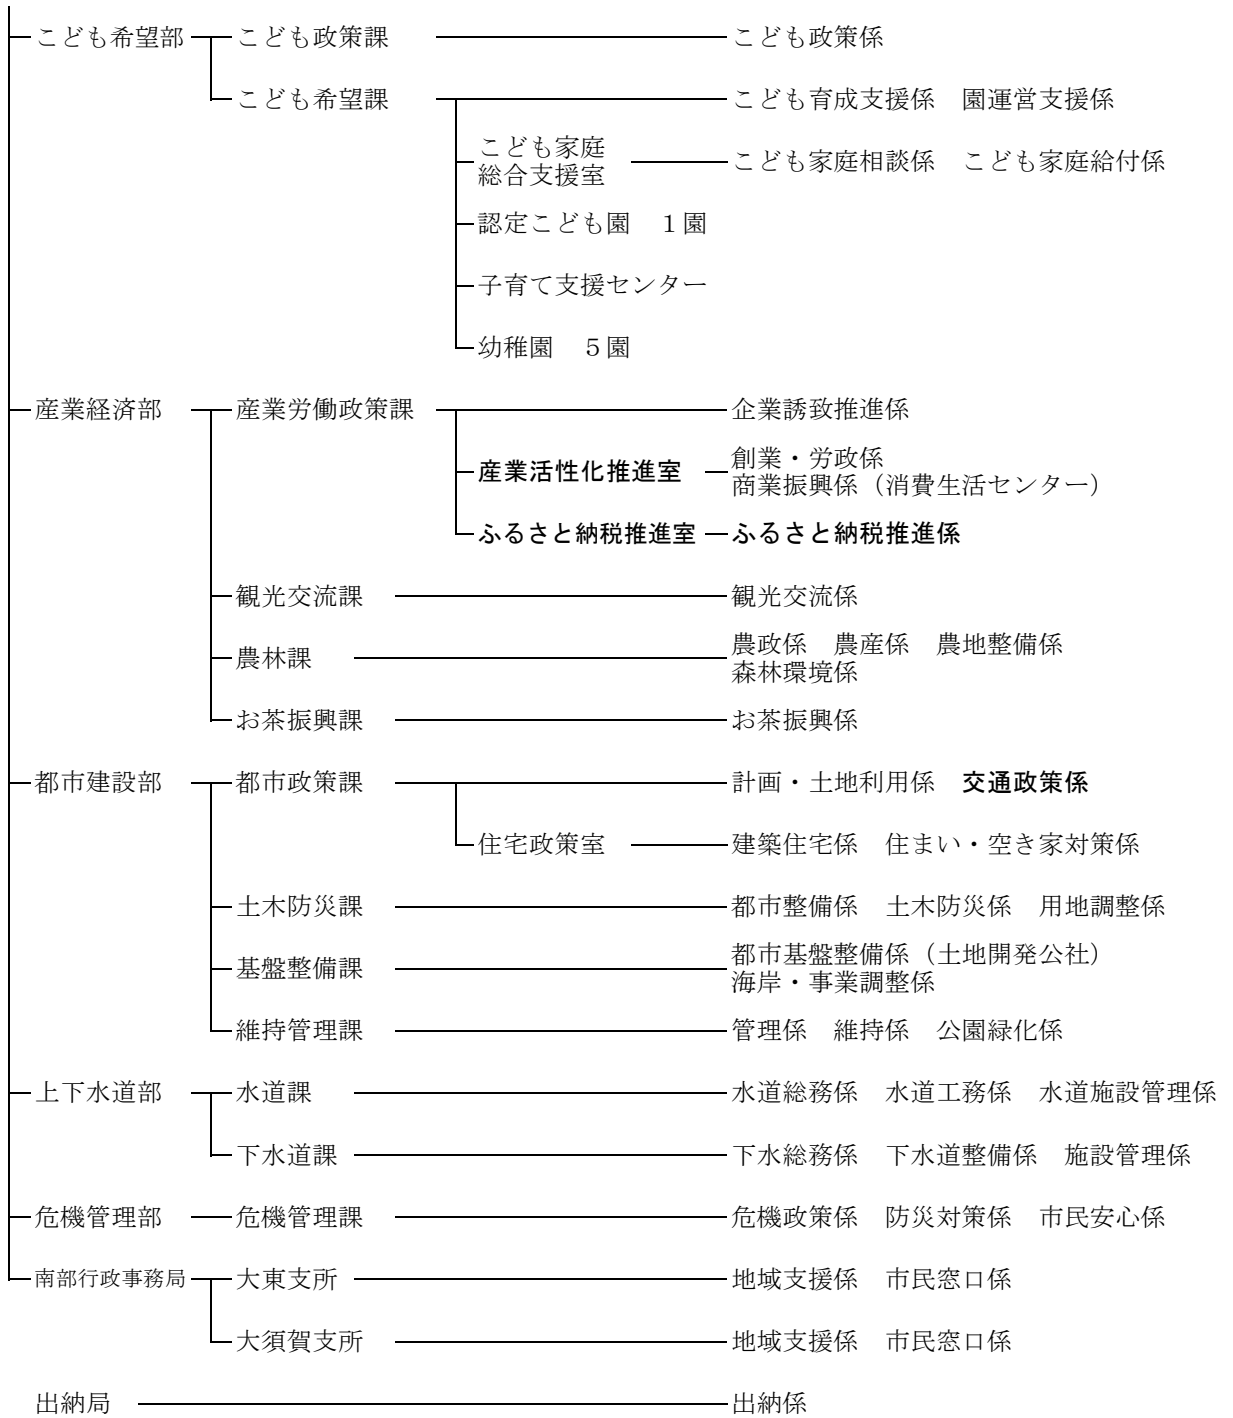 こども希望部 こども政策課 こども政策係
こども希望課 こども育成支援係 園運営支援係
こども家庭
総合支援室 こども家庭相談係 こども家庭給付係
認定こども園 １園
子育て支援センター
幼稚園 ５園
産業経済部 産業労働政策課 企業誘致推進係
産業活性化推進室 創業・労政係
商業振興係（消費生活センター）
ふるさと納税推進室 ふるさと納税推進係
観光交流課 観光交流係
農林課 農政係 農産係 農地整備係
森林環境係
お茶振興課 お茶振興係
都市建設部 都市政策課 計画・土地利用係 交通政策係
住宅政策室 建築住宅係 住まい・空き家対策係
土木防災課 都市整備係 土木防災係 用地調整係
基盤整備課 都市基盤整備係（土地開発公社）
海岸・事業調整係
維持管理課 管理係 維持係 公園緑化係
上下水道部 水道課 水道総務係 水道工務係 水道施設管理係
下水道課 下水総務係 下水道整備係 施設管理係
危機管理部 危機管理課 危機政策係 防災対策係 市民安心係
南部行政事務局 大東支所 地域支援係 市民窓口係
大須賀支所 地域支援係 市民窓口係
出納局 出納係